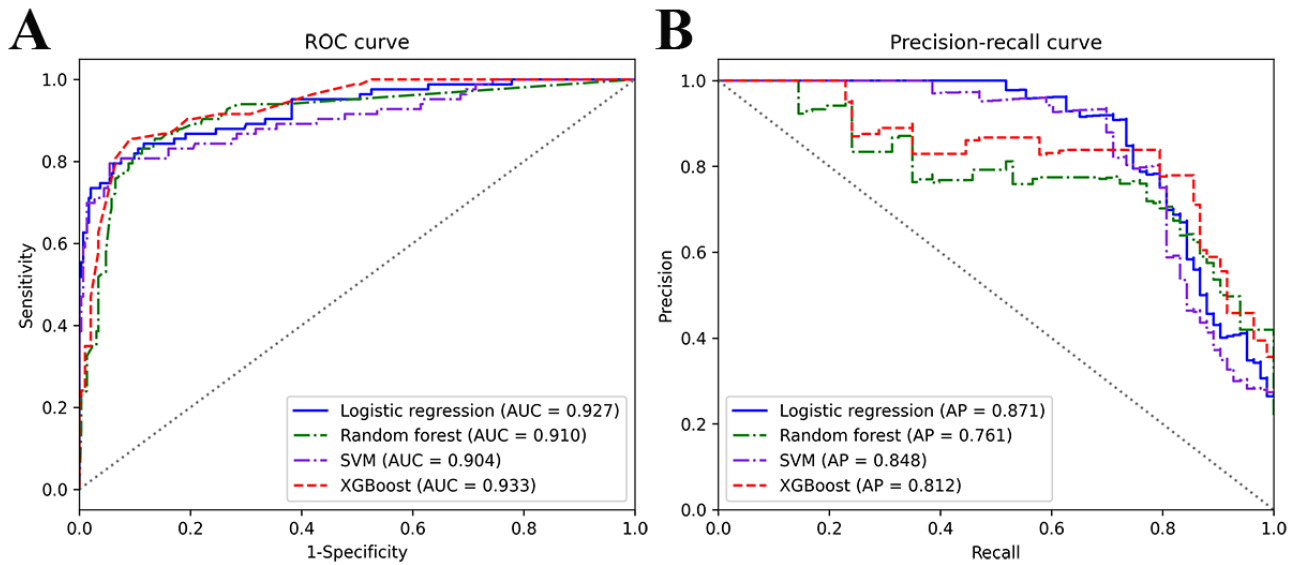 A
ROC curve
1.0
0.8
0.6
0.4
0.2
0.0
Sensitivity
0.0
0.2
0.4
0.6
0.8
1.0
1-Specificity
Logistic regression (AUC = 0.927)
Random forest (AUC = 0.910)
SVM (AUC = 0.904)
XGBoost (AUC = 0.933)
B
Precision-recall curve
1.0
0.8
0.6
0.4
0.2
0.0
Precision
0.0
0.2
0.4
0.6
0.8
1.0
Recall
Logistic regression (AP = 0.871)
Random forest (AP = 0.761)
SVM (AP = 0.848)
XGBoost (AP = 0.812)